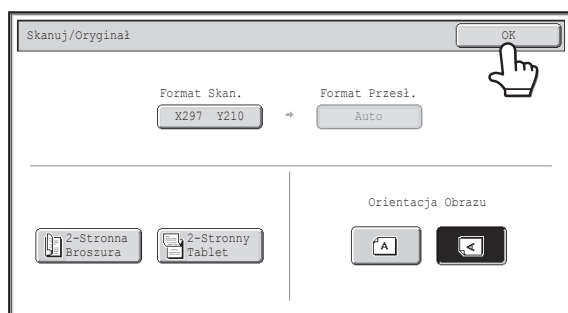 Skanuj/Oryginał
OK
Format Skan.
Format Przesł.
X297 Y210
Auto
Orientacja Obrazu
2-Stronna
Broszura
2-Stronny
Tablet
A
A